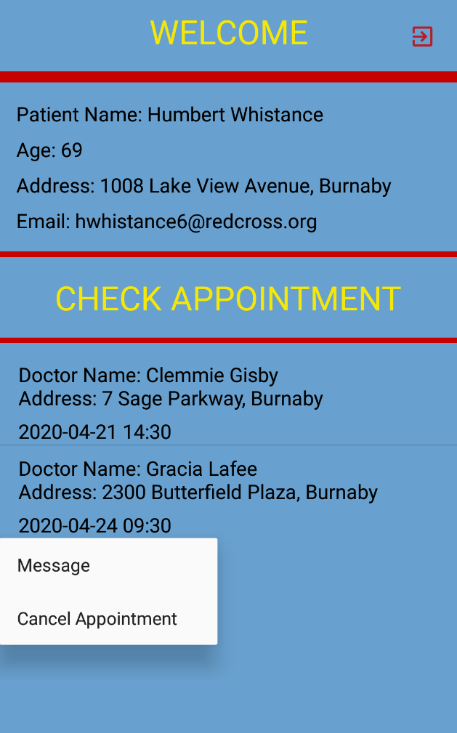 WELCOME
Patient Name: Humbert Whistance
Age: 69
Address: 1008 Lake View Avenue, Burnaby
Email: hwhistance6@redcross.org
CHECK APPOINTMENT
Doctor Name: Clemmie Gisby
Address: 7 Sage Parkway, Burnaby
2020-04-21 14:30
Doctor Name: Gracia Lafee
Address: 2300 Butterfield Plaza, Burnaby
2020-04-24 09:30
Message
Cancel Appointment